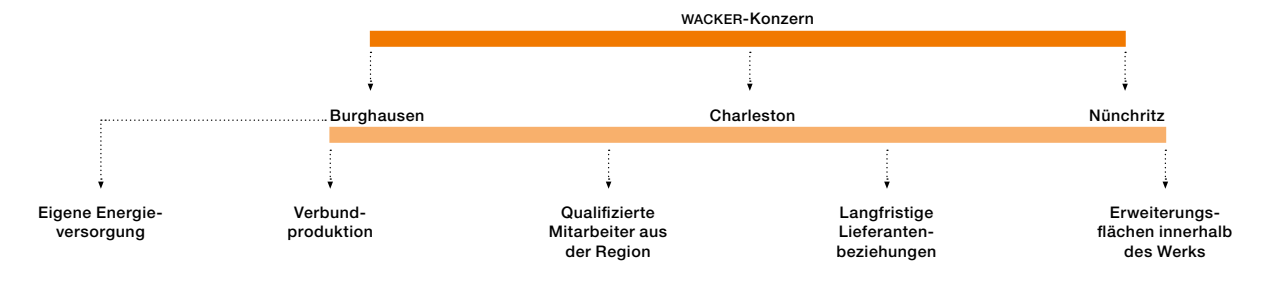 WACKER-Konzern
Burghausen
Charleston
Nünchritz
Eigene Energie-
versorgung
Verbund-
produktion
Qualifizierte
Mitarbeiter aus
der Region
Langfristige
Lieferanten-
beziehungen
Erweiterungs-
flächen innerhalb
des Werks